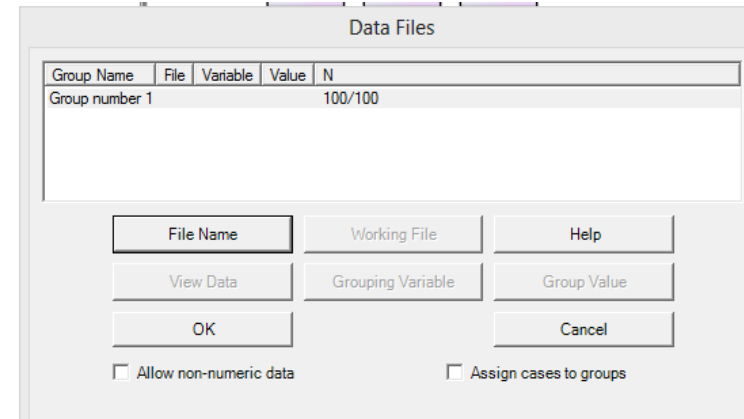 Data Files
Group Name File Variable Value N
Group number 1 100/100
File Name Working File Help
View Data Grouping Variable Group Value
OK Cancel
Allow non-numeric data Assign cases to groups